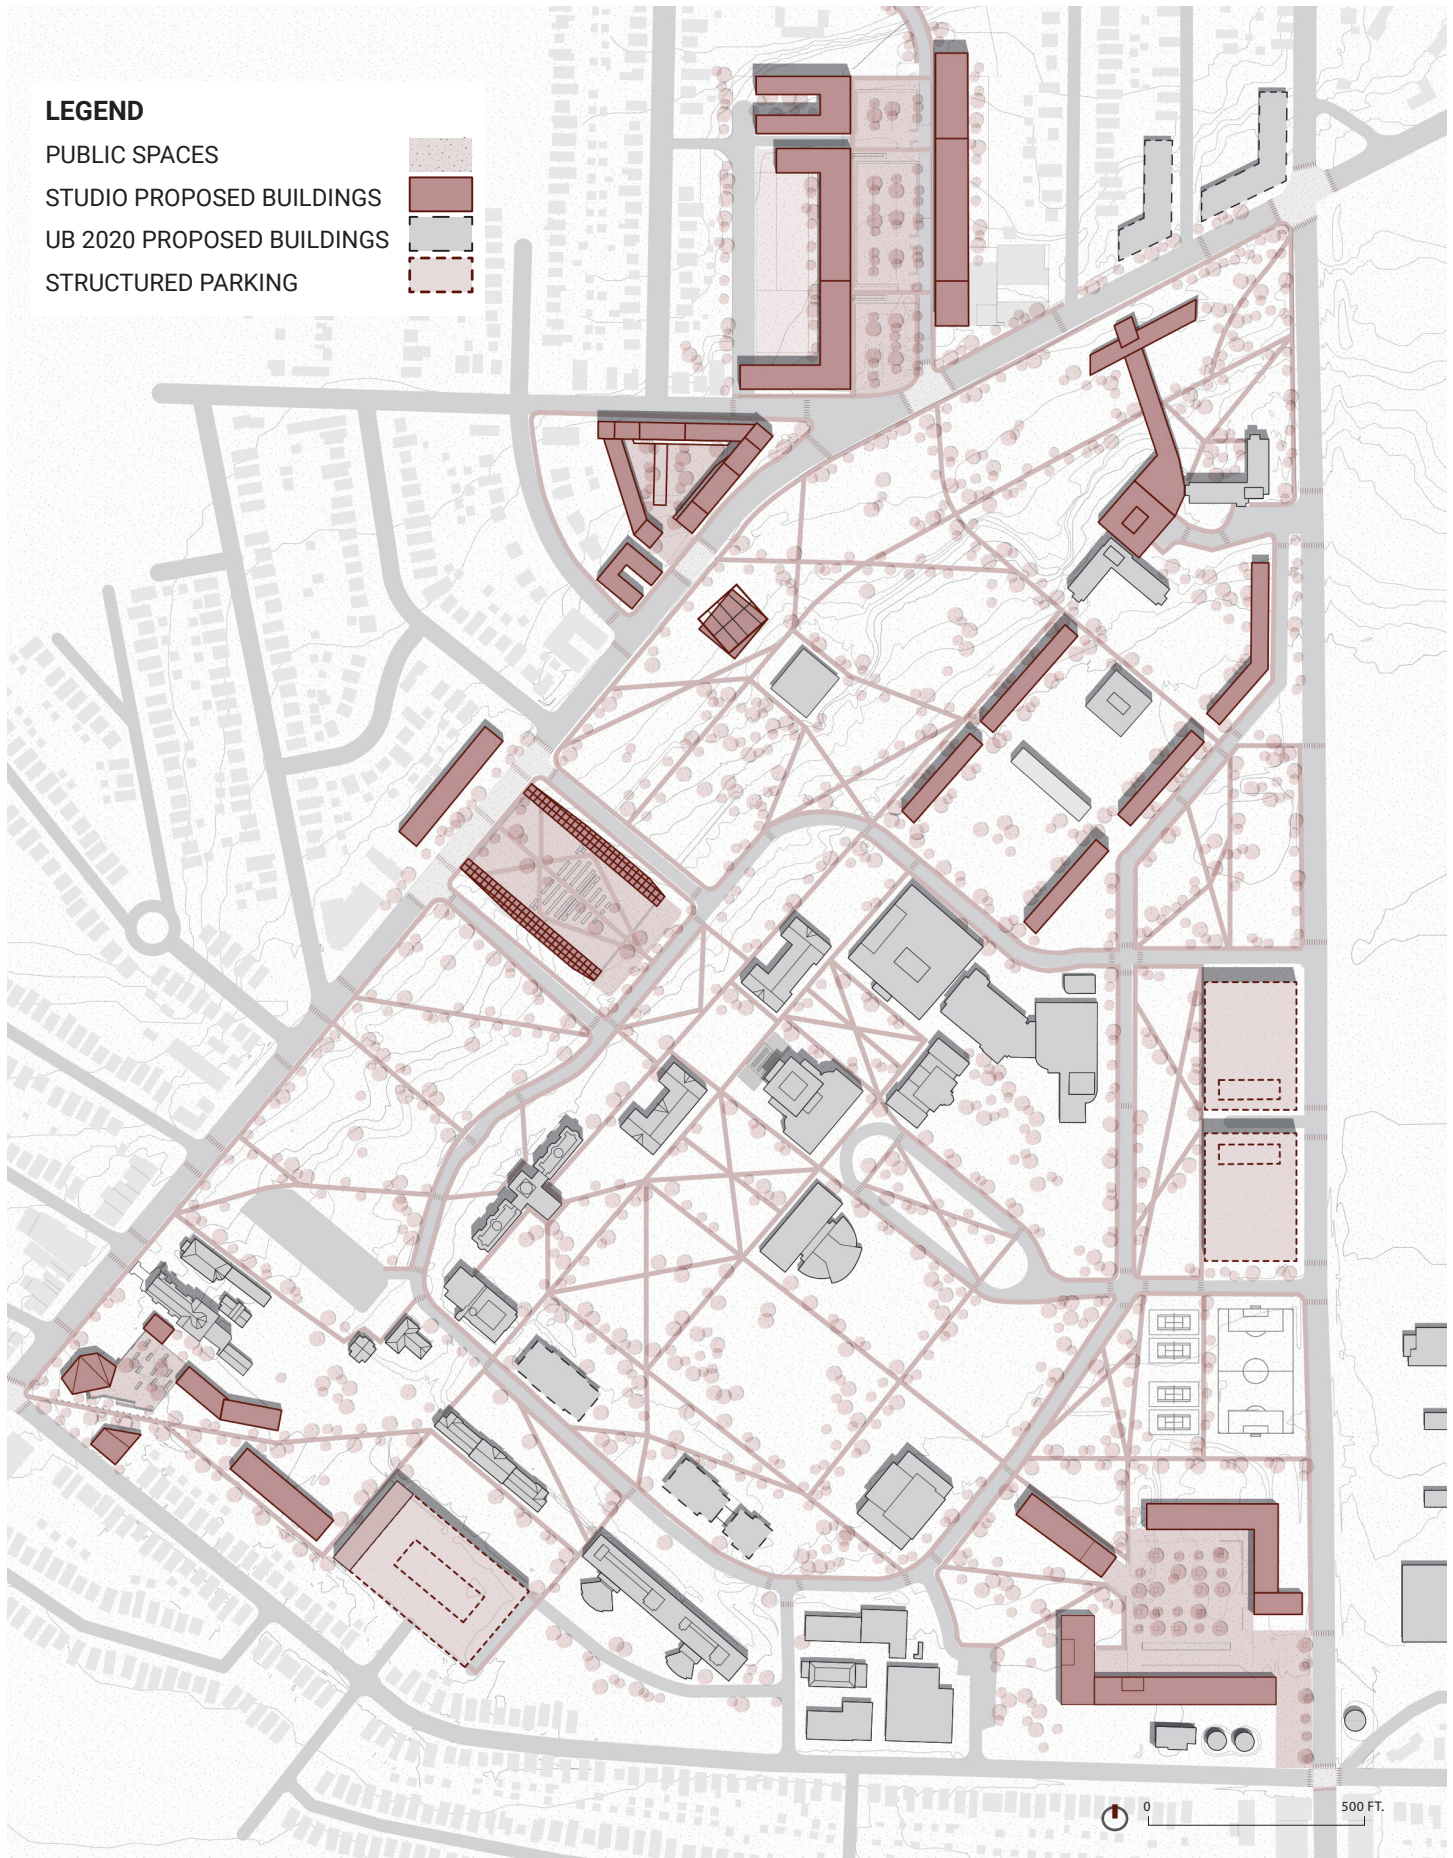 LEGEND
PUBLIC SPACES
STUDIO PROPOSED BUILDINGS
UB 2020 PROPOSED BUILDINGS
STRUCTURED PARKING
0 500 FT.